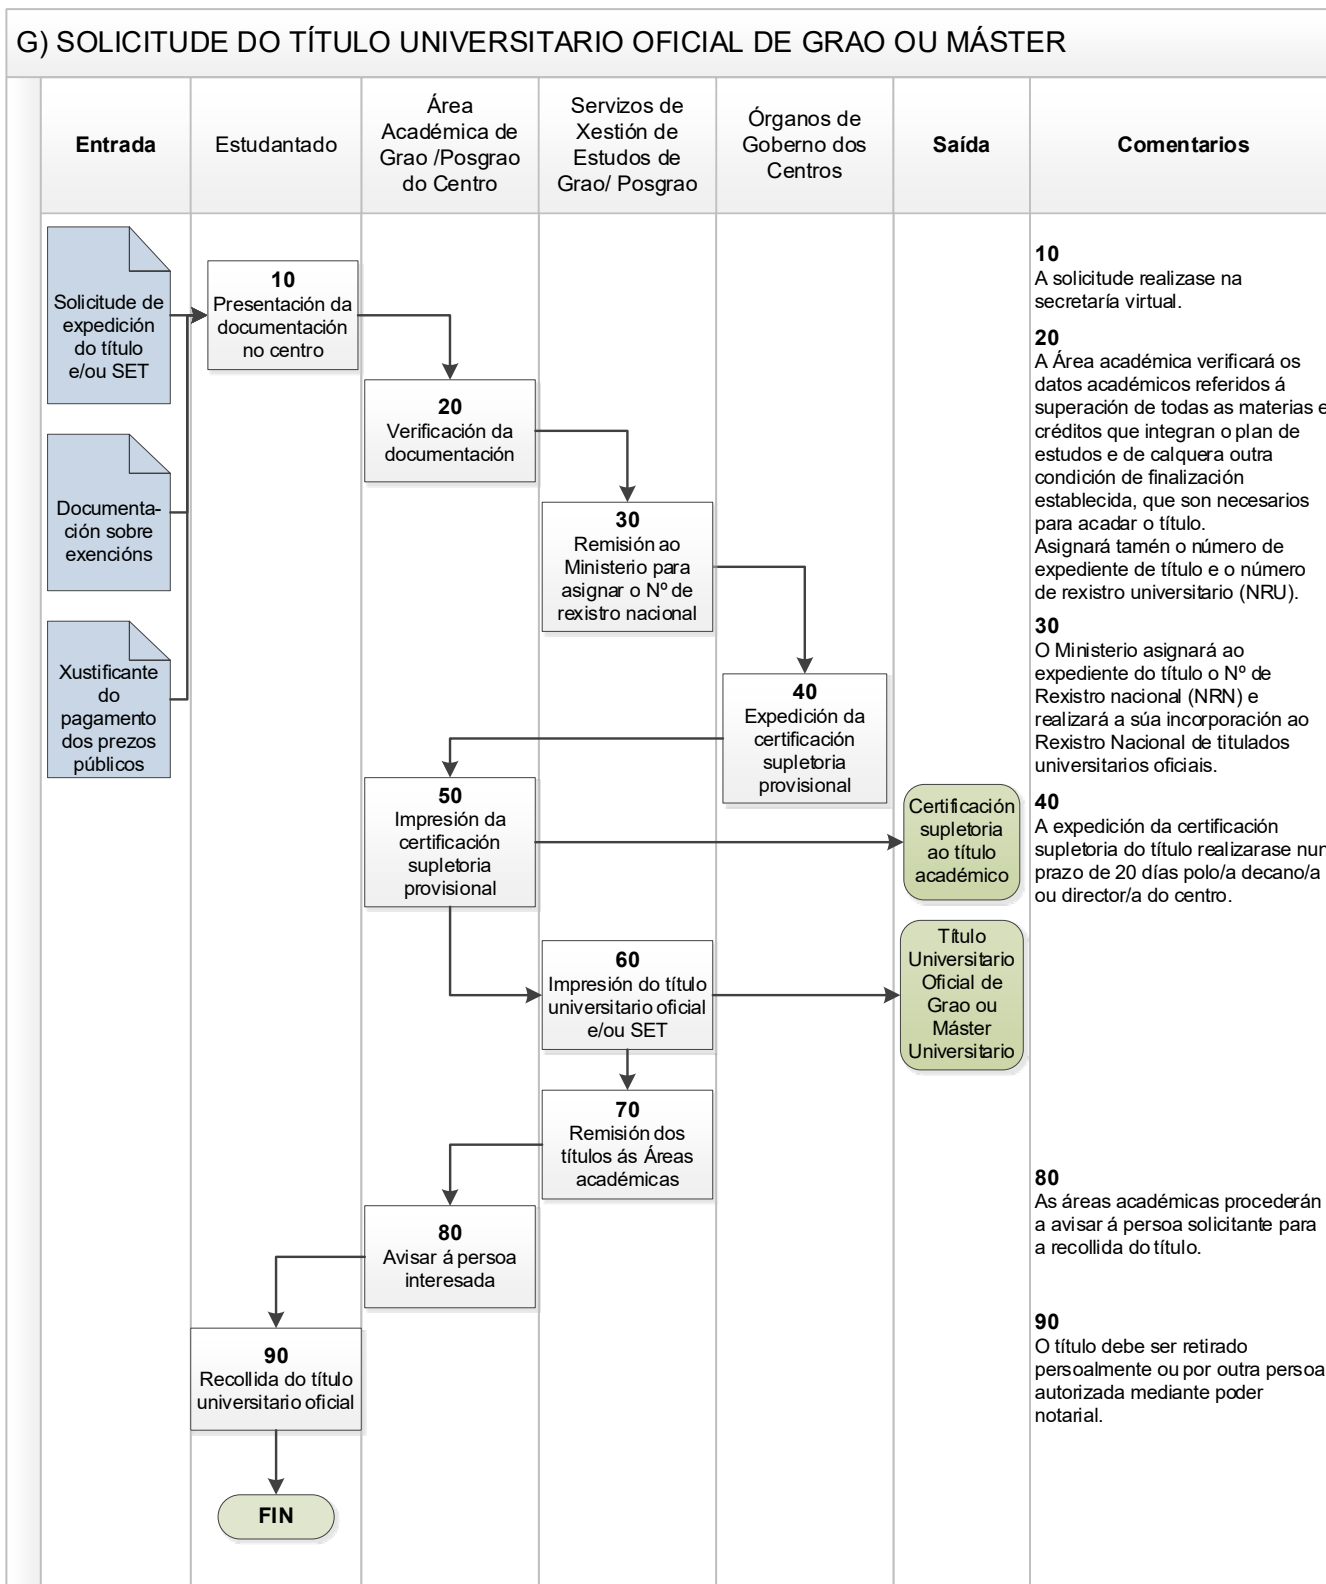 G) SOLICITUDE DO TÍTULO UNIVERSITARIO OFICIAL DE GRAO OU MÁSTER
Entrada
Estudantado
Área
Académica de
Grao /Posgrao
do Centro
Servizos de
Xestión de
Estudos de
Grao/ Posgrao
Órganos de
Goberno dos
Centros
Saída
Comentarios
Solicitude de
expedición
do título
e/ou SET
Documenta-
ción sobre
exencións
Xustificante
do
pagamento
dos prezos
públicos
10
Presentación da
documentación
no centro
20
Verificación da
documentación
30
Remisión ao
Ministerio para
asignar o Nº de
rexistro nacional
40
Expedición da
certificación
supletoria
provisional
50
Impresión da
certificación
supletoria
provisional
Certificación
supletoria
ao título
académico
60
Impresión do título
universitario oficial
e/ou SET
Título
Universitario
Oficial de
Grao ou
Máster
Universitario
70
Remisión dos
títulos ás Áreas
académicas
80
Avisar á persoa
interesada
90
Recollida do título
universitario oficial
FIN
10
A solicitude realizase na
secretaría virtual.
20
A Área académica verificará os
datos académicos referidos á
superación de todas as materias e
créditos que integran o plan de
estudos e de calquera outra
condición de finalización
establecida, que son necesarios
para acadar o título.
Asignará tamén o número de
expediente de título e o número
de rexistro universitario (NRU).
30
O Ministerio asignará ao
expediente do título o Nº de
Rexistro nacional (NRN) e
realizará a súa incorporación ao
Rexistro Nacional de titulados
universitarios oficiais.
40
A expedición da certificación
supletoria do título realizarase nun
prazo de 20 días polo/a decano/a
ou director/a do centro.
80
As áreas académicas procederán
a avisar á persoa solicitante para
a recollida do título.
90
O título debe ser retirado
persoalmente ou por outra persoa
autorizada mediante poder
notarial.